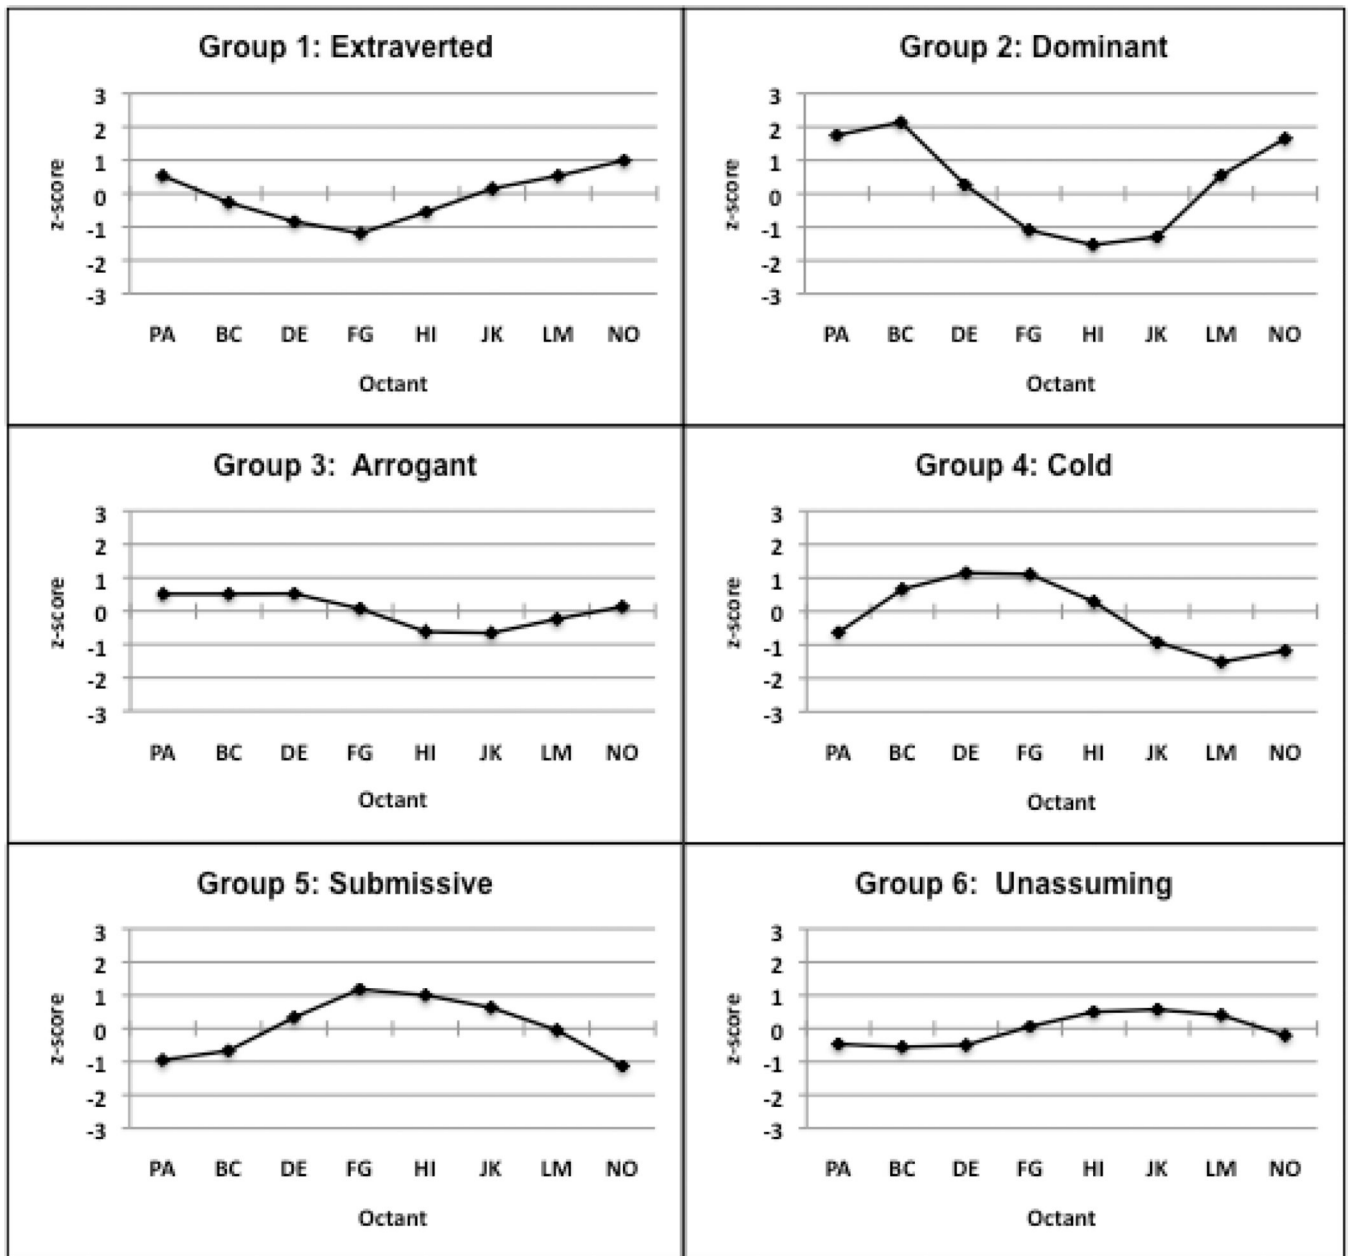 Group 1: Extraverted
3
2
1
0
-1
-2
-3
z-score
PA BC DE FG HI JK LM NO
Octant
Group 2: Dominant
3
2
1
0
-1
-2
-3
z-score
PA BC DE FG HI JK LM NO
Octant
Group 3: Arrogant
3
2
1
0
-1
-2
-3
z-score
PA BC DE FG HI JK LM NO
Octant
Group 4: Cold
3
2
1
0
-1
-2
-3
z-score
PA BC DE FG HI JK LM NO
Octant
Group 5: Submissive
3
2
1
0
-1
-2
-3
z-score
PA BC DE FG HI JK LM NO
Octant
Group 6: Unassuming
3
2
1
0
-1
-2
-3
z-score
PA BC DE FG HI JK LM NO
Octant